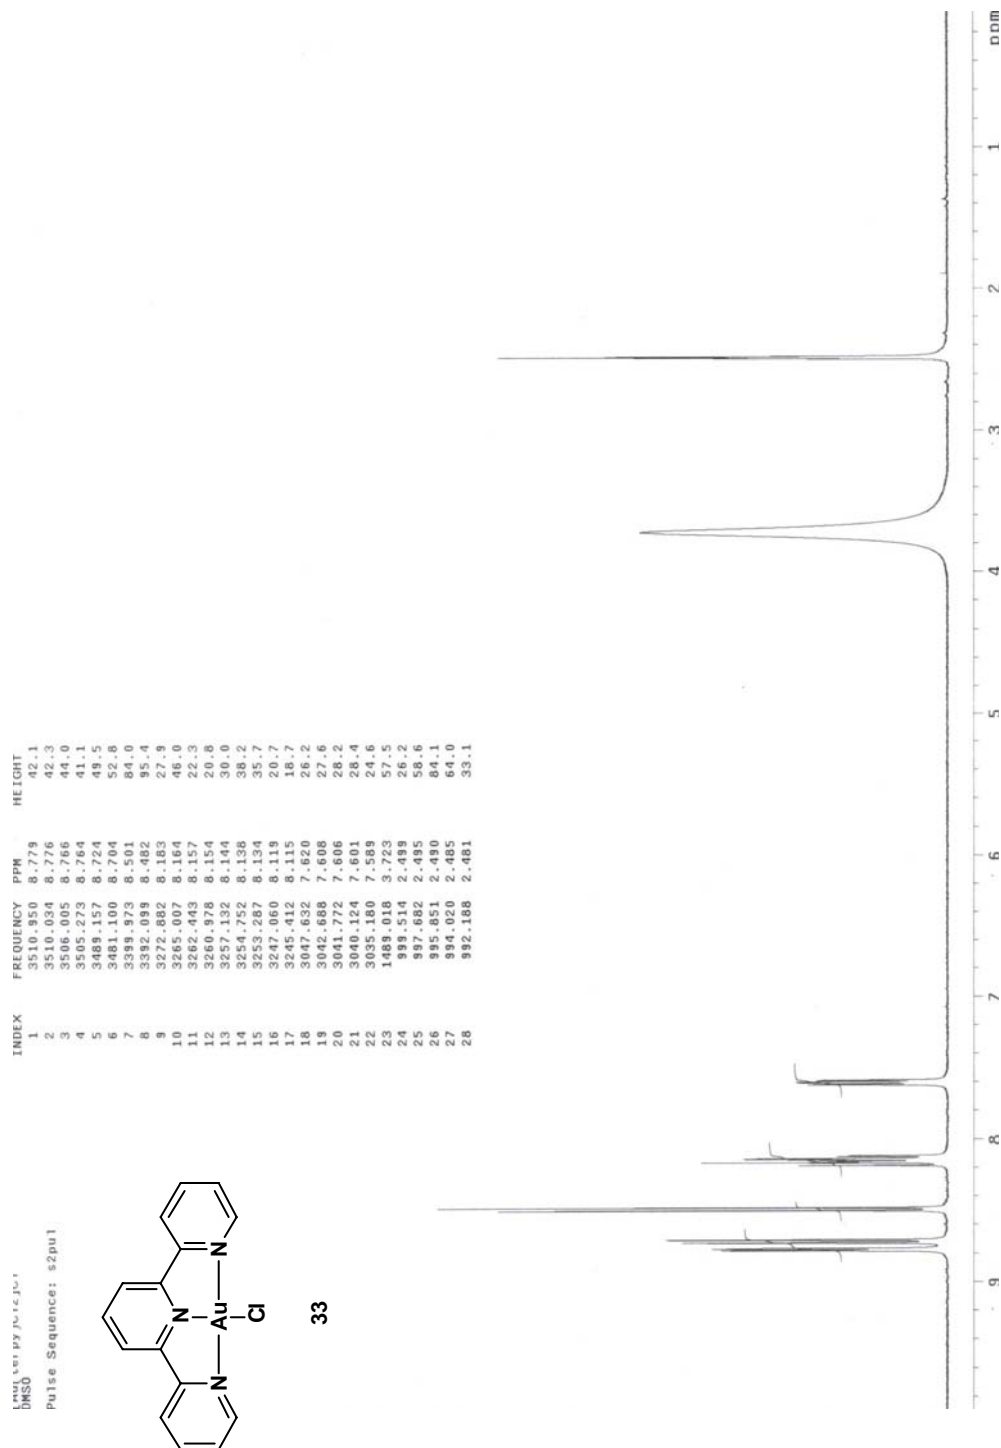 DMSO
Pulse Sequence: s2pul
INDEX FREQUENCY PPM HEIGHT
1 3510.950 8.779 42.1
2 3510.034 8.776 42.3
3 3506.005 8.766 44.0
4 3505.273 8.764 41.1
5 3489.157 8.724 49.5
6 3481.100 8.704 52.8
7 3399.973 8.501 84.0
8 3392.099 8.482 95.4
9 3272.882 8.183 27.9
10 3265.007 8.164 46.0
11 3262.443 8.157 22.3
12 3260.978 8.154 20.8
13 3257.132 8.144 30.0
14 3254.752 8.138 38.2
15 3253.287 8.134 35.7
16 3247.060 8.119 20.7
17 3245.412 8.115 18.7
18 3047.632 7.620 26.2
19 3042.688 7.608 27.6
20 3041.772 7.606 28.2
21 3040.124 7.601 28.4
22 3035.180 7.589 24.6
23 1489.018 3.723 57.5
24 999.514 2.499 26.2
25 997.682 2.495 58.6
26 995.851 2.490 84.1
27 994.020 2.485 64.0
28 992.188 2.481 33.1
N N N
Au
Cl
33
9 8 7 6 5 4 3 2 1 ppm